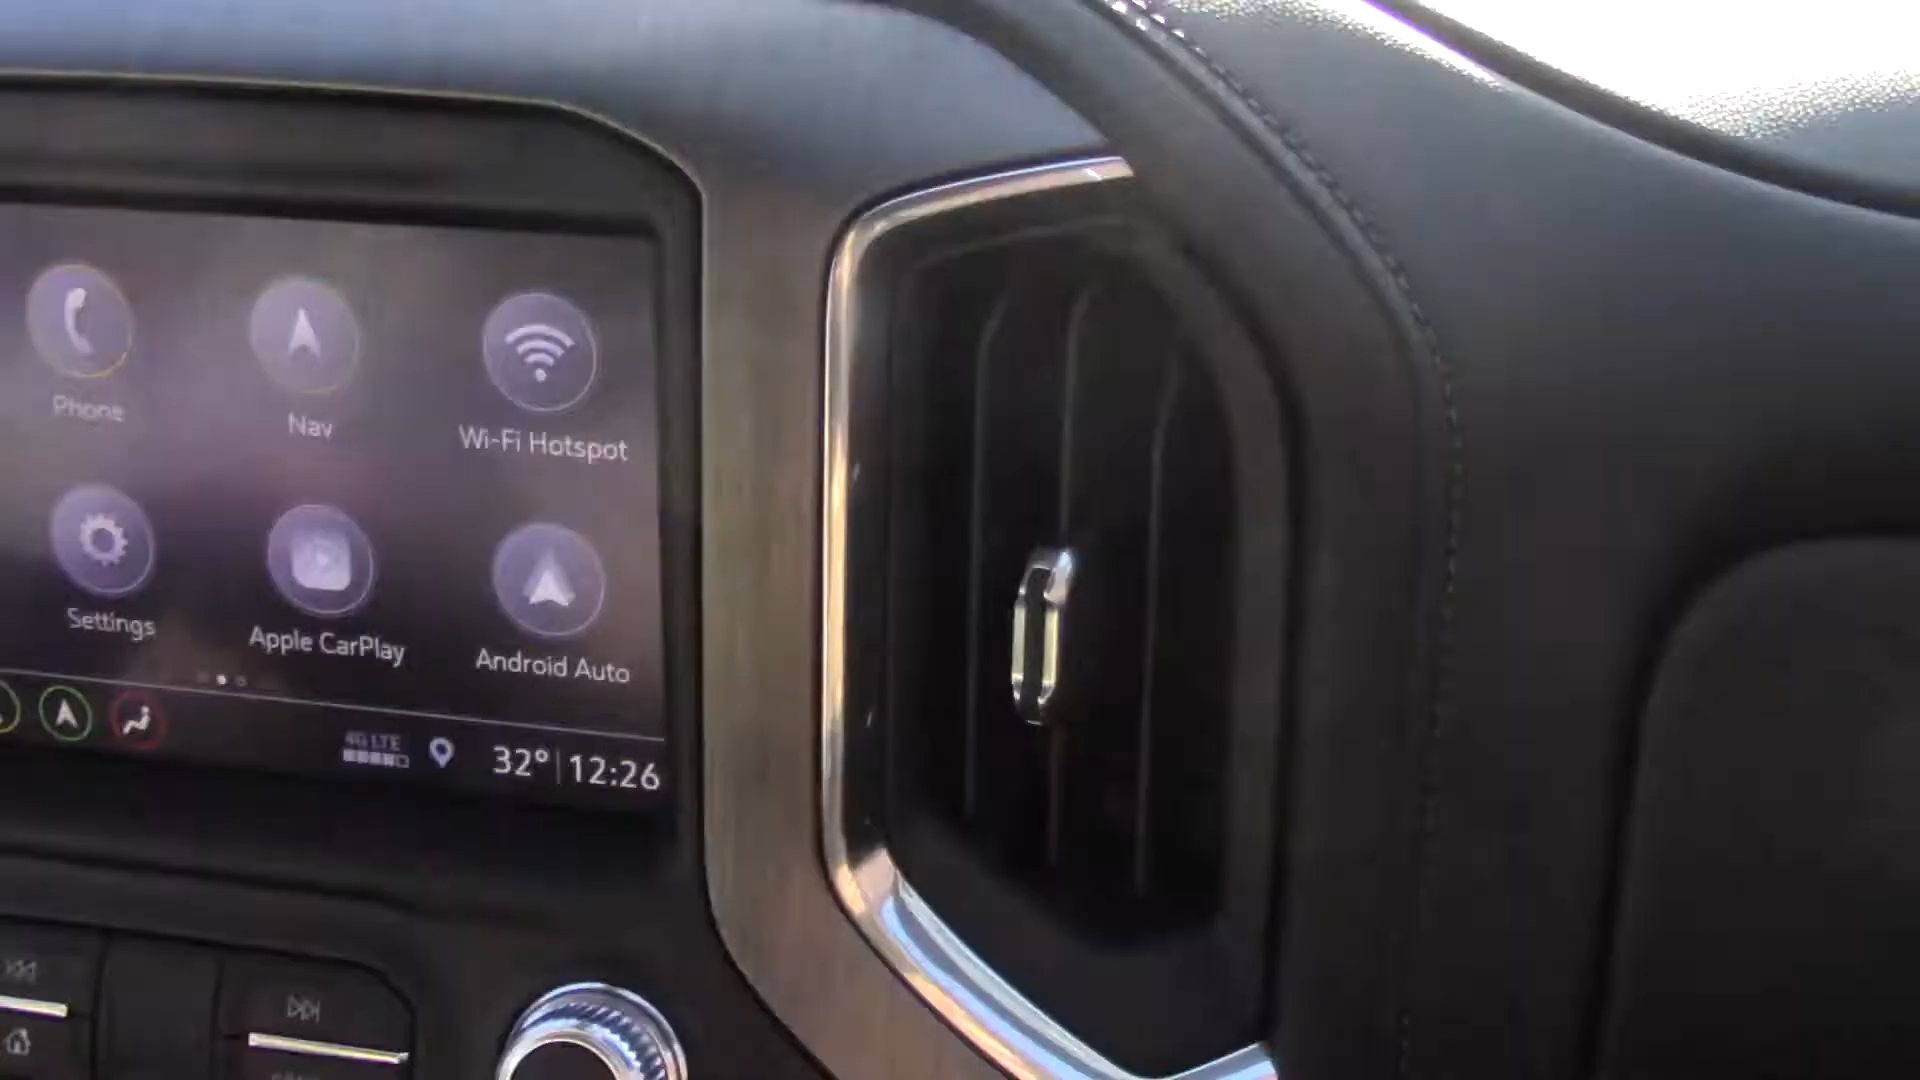 Phone
Nav
Wi-Fi Hotspot
Settings
Apple CarPlay
Android Auto
4G LTE
32° 12:26